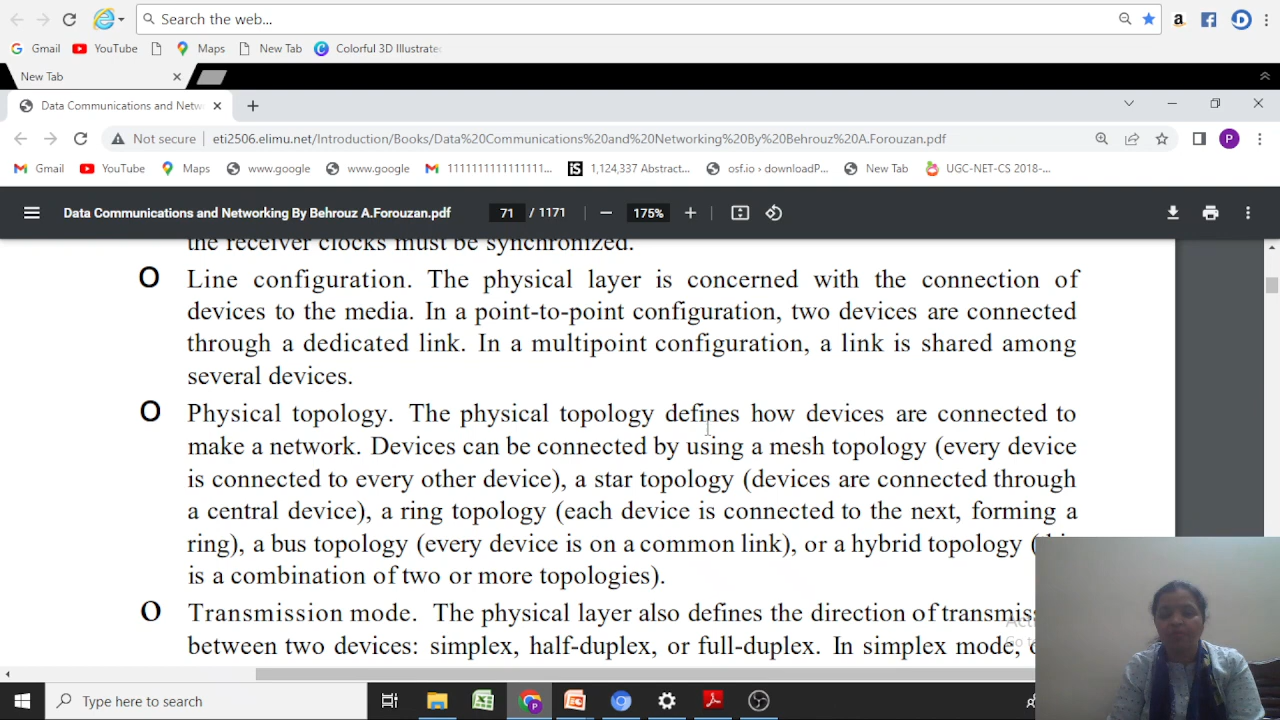 Search the web...
Gmail YouTube Maps New Tab Colorful 3D Illustrate
New Tab
Data Communications and Netw
Not secure eti2506.elimu.net/Introduction/Books/Data%20Communications%20and%20Networking%20By%20Behrouz%20A.Forouzan.pdf P
Gmail YouTube Maps www.google www.google 1111111111111111... 1,124,337 Abstract... osf.io › downloadP... New Tab UGC-NET-CS 2018-...
Data Communications and Networking By Behrouz A.Forouzan.pdf 71 / 1171 175%
the receiver clocks must be synchronized.
O Line configuration. The physical layer is concerned with the connection of
devices to the media. In a point-to-point configuration, two devices are connected
through a dedicated link. In a multipoint configuration, a link is shared among
several devices.
O Physical topology. The physical topology defines how devices are connected to
make a network. Devices can be connected by using a mesh topology (every device
is connected to every other device), a star topology (devices are connected through
a central device), a ring topology (each device is connected to the next, forming a
ring), a bus topology (every device is on a common link), or a hybrid topology (
is a combination of two or more topologies).
O Transmission mode. The physical layer also defines the direction of transmis
between two devices: simplex, half-duplex, or full-duplex. In simplex mode,
Type here to search